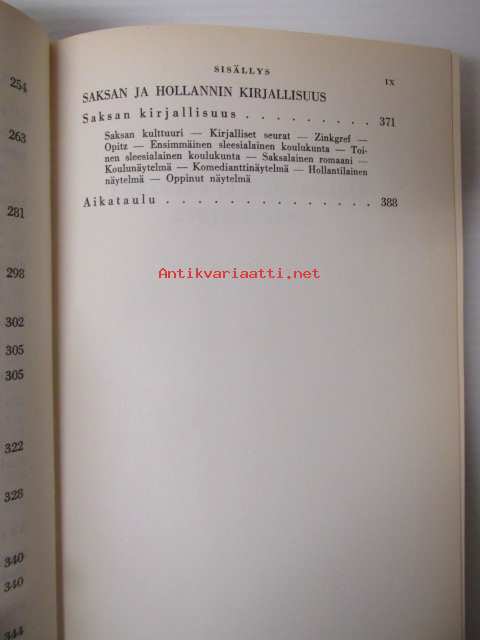 254
263
281
298
302
305
305
322
328
340
340
344
SISÄLLYS IX
SAKSAN JA HOLLANNIN KIRJALLISUUS
Saksan kirjallisuus . . . . . . . . . 371
Saksan kulttuuri — Kirjalliset seurat — Zinkgref —
Opitz — Ensimmäinen sleesialainen koulukunta — Toi-
nen sleesialainen koulukunta — Saksalainen romaani —
Koulunäytelmä — Komedianttinäytelmä — Hollantilainen
näytelmä — Oppinut näytelmä
Aikataulu . . . . . . . . . . . . . . 388
Antikvariaatti.net